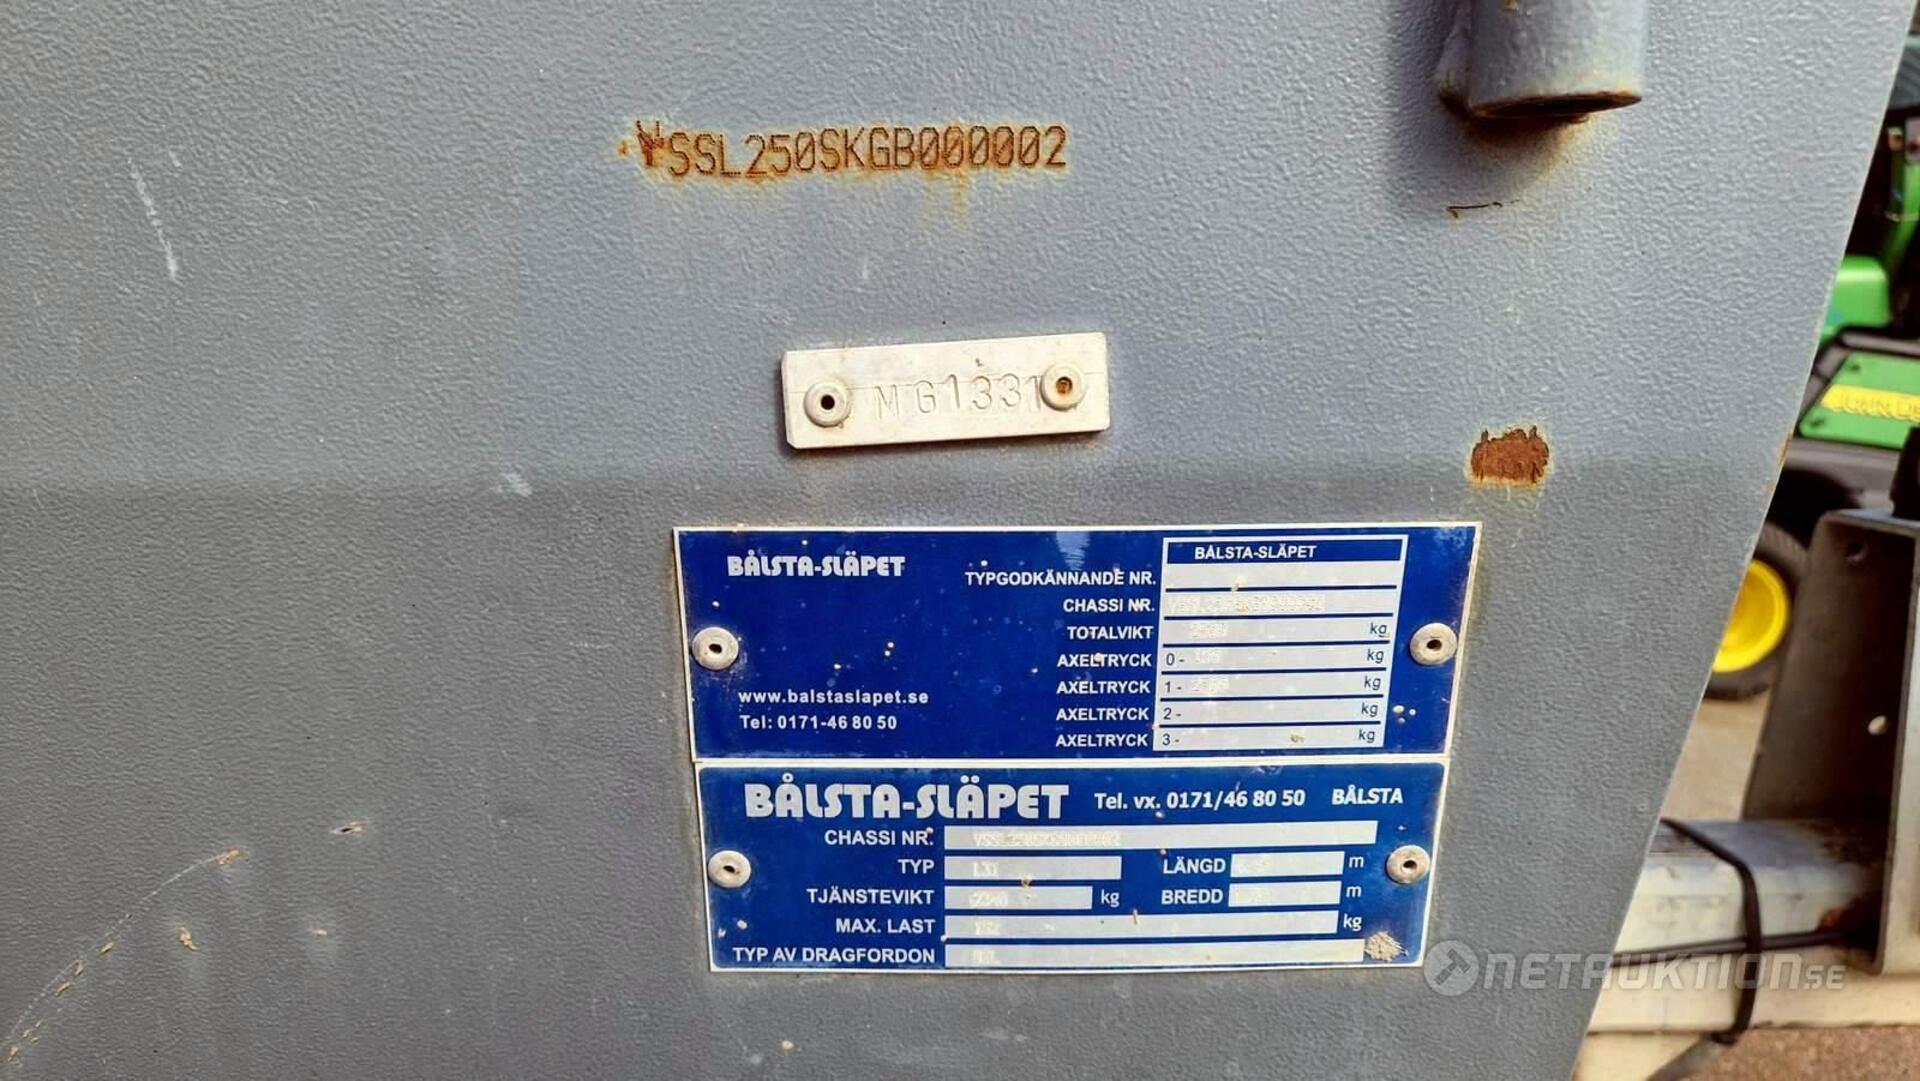 YSSL250SKGB000002
MG1331
BÅLSTA-SLÄPET
BÅLSTA-SLÄPET
TYPGODKÄNNANDE NR.
CHASSI NR.
TOTALVIKT kg
AXELTRYCK 0- kg
AXELTRYCK 1- kg
AXELTRYCK 2- kg
AXELTRYCK 3- kg
www.balstaslapet.se
Tel: 0171-46 80 50
BÅLSTA-SLÄPET Tel. vx. 0171/46 80 50 BÅLSTA
CHASSI NR.
TYP LÄNGD m
TJÄNSTEVIKT kg BREDD m
MAX. LAST kg
TYP AV DRAGFORDON
NETAUKTION.SE